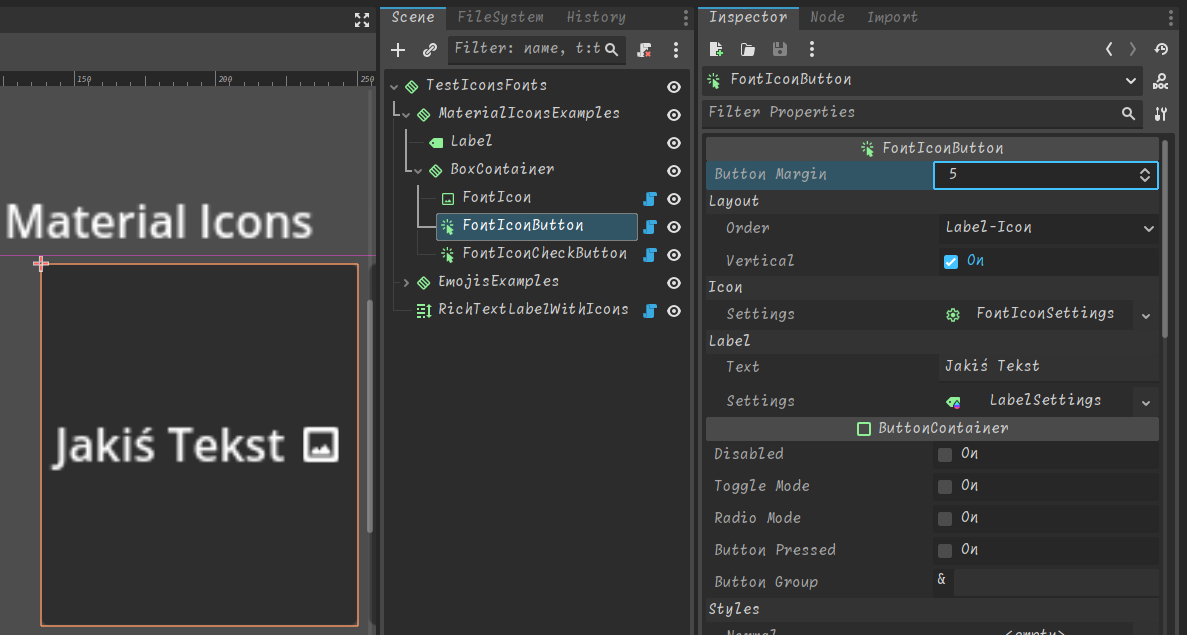 Scene FileSystem History
Inspector Node Import
Filter: name, t:t
150 200 250
FontIconButton
DOC
Filter Properties
TestIconsFonts
MaterialIconsExamples
Label
BoxContainer
FontIcon
FontIconButton
FontIconCheckButton
EmojisExamples
RichTextLabelWithIcons
Material Icons
Jakiś Tekst
FontIconButton
Button Margin 5
Layout
Order Label-Icon
Vertical On
Icon
Settings FontIconSettings
Label
Text Jakiś Tekst
Settings LabelSettings
ButtonContainer
Disabled On
Toggle Mode On
Radio Mode On
Button Pressed On
Button Group &
Styles
Normal <empty>